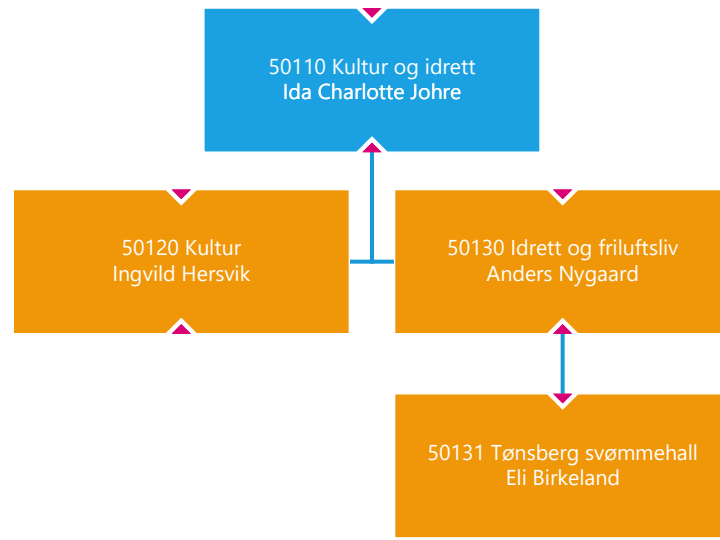 50110 Kultur og idrett
Ida Charlotte Johre
50120 Kultur
Ingvild Hersvik
50130 Idrett og friluftsliv
Anders Nygaard
50131 Tønsberg svømmehall
Eli Birkeland